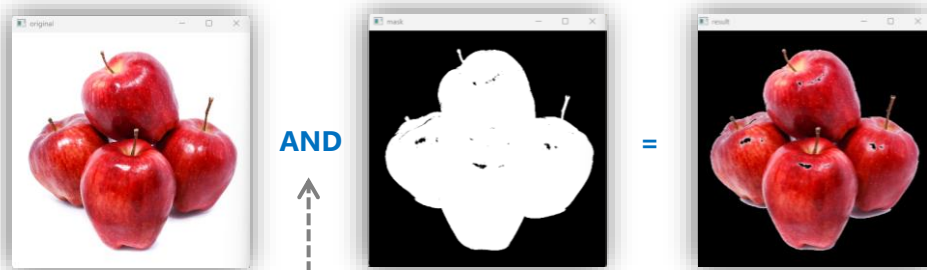 original
mask
result
AND
=